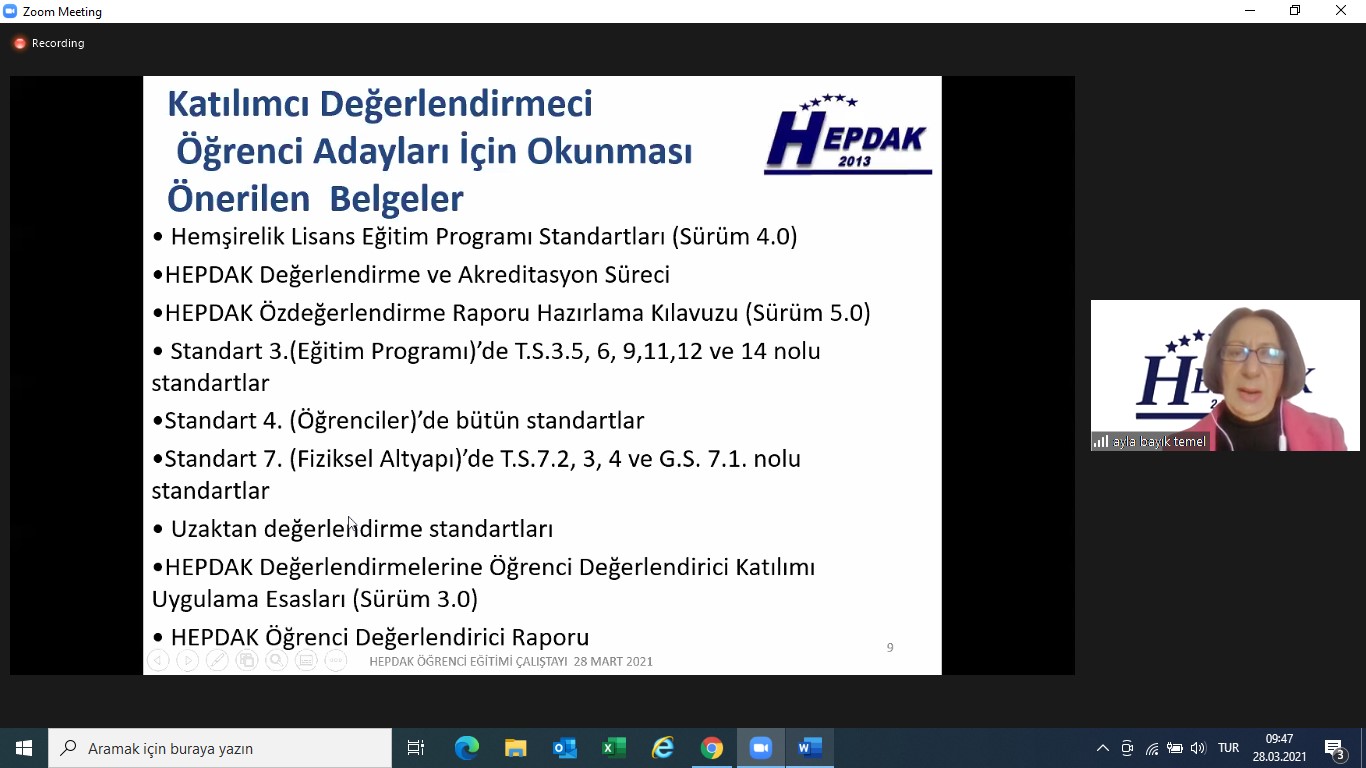 Zoom Meeting
Recording
Katılımcı Değerlendirmeci
Öğrenci Adayları İçin Okunması
Önerilen Belgeler
HEPDAK
2013
• Hemşirelik Lisans Eğitim Programı Standartları (Sürüm 4.0)
•HEPDAK Değerlendirme ve Akreditasyon Süreci
•HEPDAK Özdeğerlendirme Raporu Hazırlama Kılavuzu (Sürüm 5.0)
• Standart 3.(Eğitim Programı)’de T.S.3.5, 6, 9,11,12 ve 14 nolu
standartlar
•Standart 4. (Öğrenciler)’de bütün standartlar
•Standart 7. (Fiziksel Altyapı)’de T.S.7.2, 3, 4 ve G.S. 7.1. nolu
standartlar
• Uzaktan değerlendirme standartları
•HEPDAK Değerlendirmelerine Öğrenci Değerlendirici Katılımı
Uygulama Esasları (Sürüm 3.0)
• HEPDAK Öğrenci Değerlendirici Raporu
HEPDAK ÖĞRENCİ EĞİTİMİ ÇALIŞTAYI 28 MART 2021
9
ayla bayık temel
Aramak için buraya yazın
TUR
09:47
28.03.2021
3